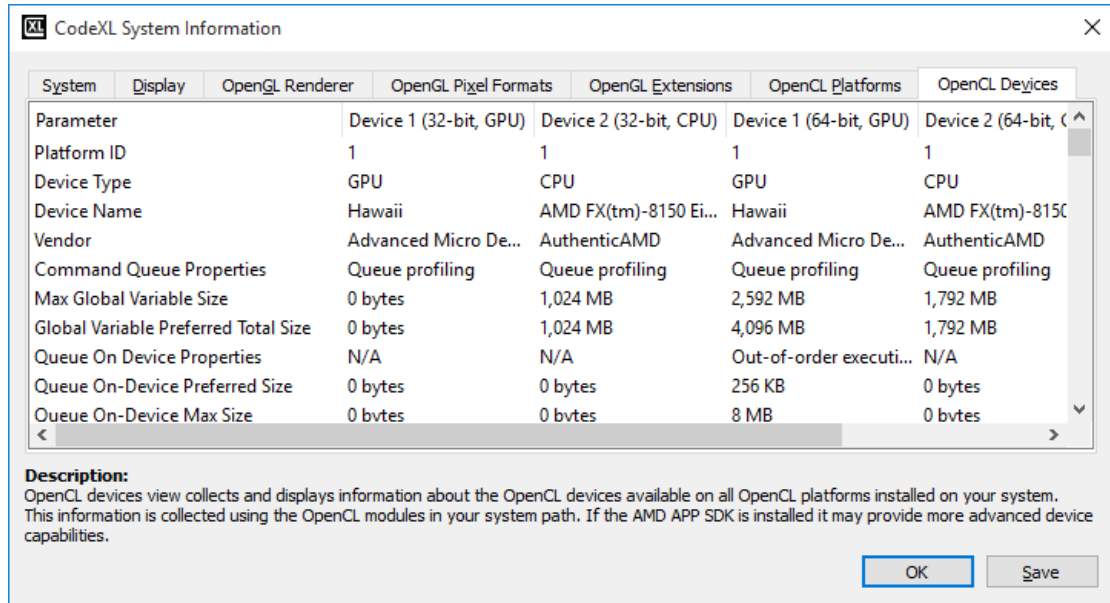 XL CodeXL System Information
System Display OpenGL Renderer OpenGL Pixel Formats OpenGL Extensions OpenCL Platforms OpenCL Devices
Parameter Device 1 (32-bit, GPU) Device 2 (32-bit, CPU) Device 1 (64-bit, GPU) Device 2 (64-bit, C
Platform ID 1 1 1 1
Device Type GPU CPU GPU CPU
Device Name Hawaii AMD FX(tm)-8150 Ei... Hawaii AMD FX(tm)-8150
Vendor Advanced Micro De... AuthenticAMD Advanced Micro De... AuthenticAMD
Command Queue Properties Queue profiling Queue profiling Queue profiling Queue profiling
Max Global Variable Size 0 bytes 1,024 MB 2,592 MB 1,792 MB
Global Variable Preferred Total Size 0 bytes 1,024 MB 4,096 MB 1,792 MB
Queue On Device Properties N/A N/A Out-of-order executi... N/A
Queue On-Device Preferred Size 0 bytes 0 bytes 256 KB 0 bytes
Queue On-Device Max Size 0 bytes 0 bytes 8 MB 0 bytes
Description:
OpenCL devices view collects and displays information about the OpenCL devices available on all OpenCL platforms installed on your system.
This information is collected using the OpenCL modules in your system path. If the AMD APP SDK is installed it may provide more advanced device
capabilities.
OK Save